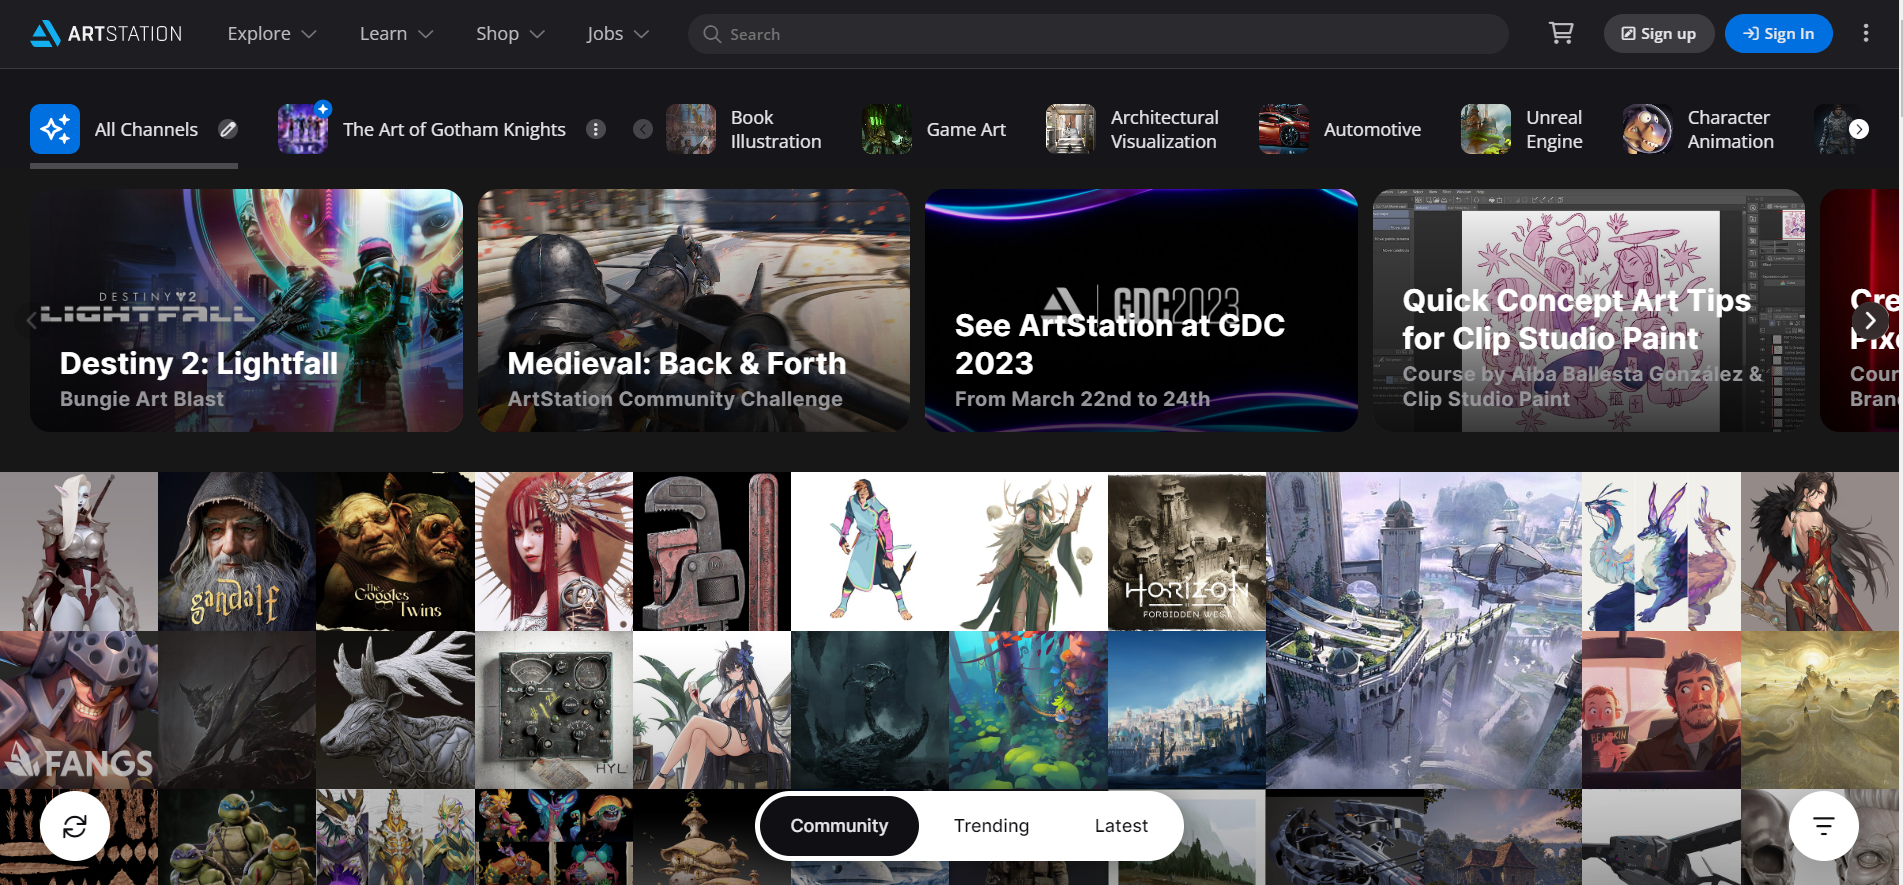 ARTSTATION
Explore
Learn
Shop
Jobs
Search
Sign up
Sign In
All Channels
The Art of Gotham Knights
Book
Illustration
Game Art
Architectural
Visualization
Automotive
Unreal
Engine
Character
Animation
DESTINY 2
LIGHTFALL
Destiny 2: Lightfall
Bungie Art Blast
Medieval: Back & Forth
ArtStation Community Challenge
GDC2023
See ArtStation at GDC
2023
From March 22nd to 24th
Quick Concept Art Tips
for Clip Studio Paint
Course by Alba Ballesta González &
Clip Studio Paint
Cre
Pixe
Cour
Bran
gandalf
The
Googles
Twins
HORIZON
FORBIDDEN WEST
FANGS
HYL
Community
Trending
Latest